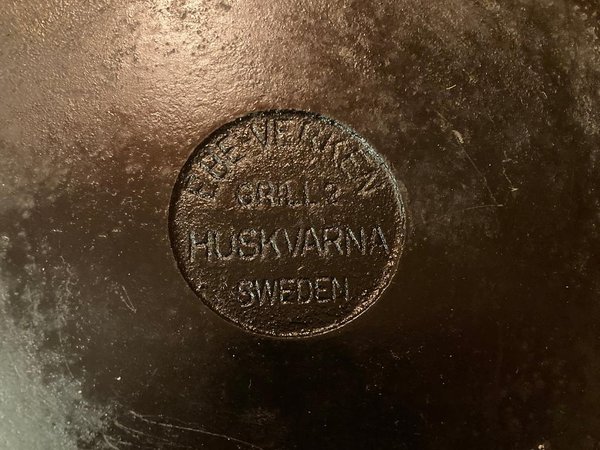 EBE-VERKEN
GRILL 2
HUSKVARNA
SWEDEN